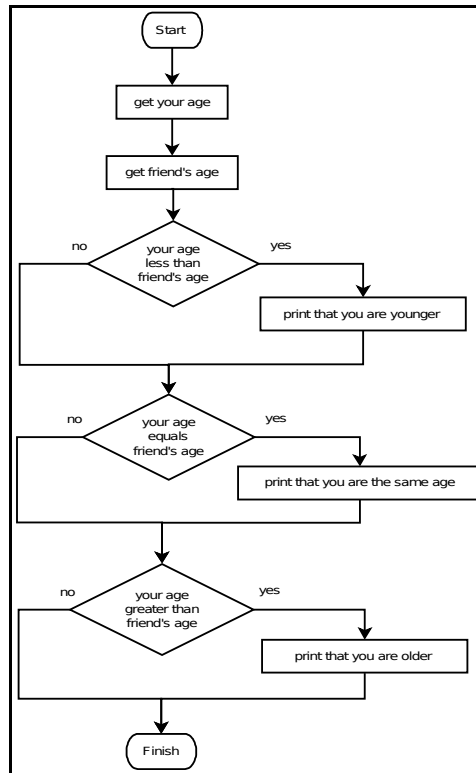 Start
get your age
get friend's age
no
yes
your age
less than
friend's age
print that you are younger
no
yes
your age
equals
friend's age
print that you are the same age
no
yes
your age
greater than
friend's age
print that you are older
Finish